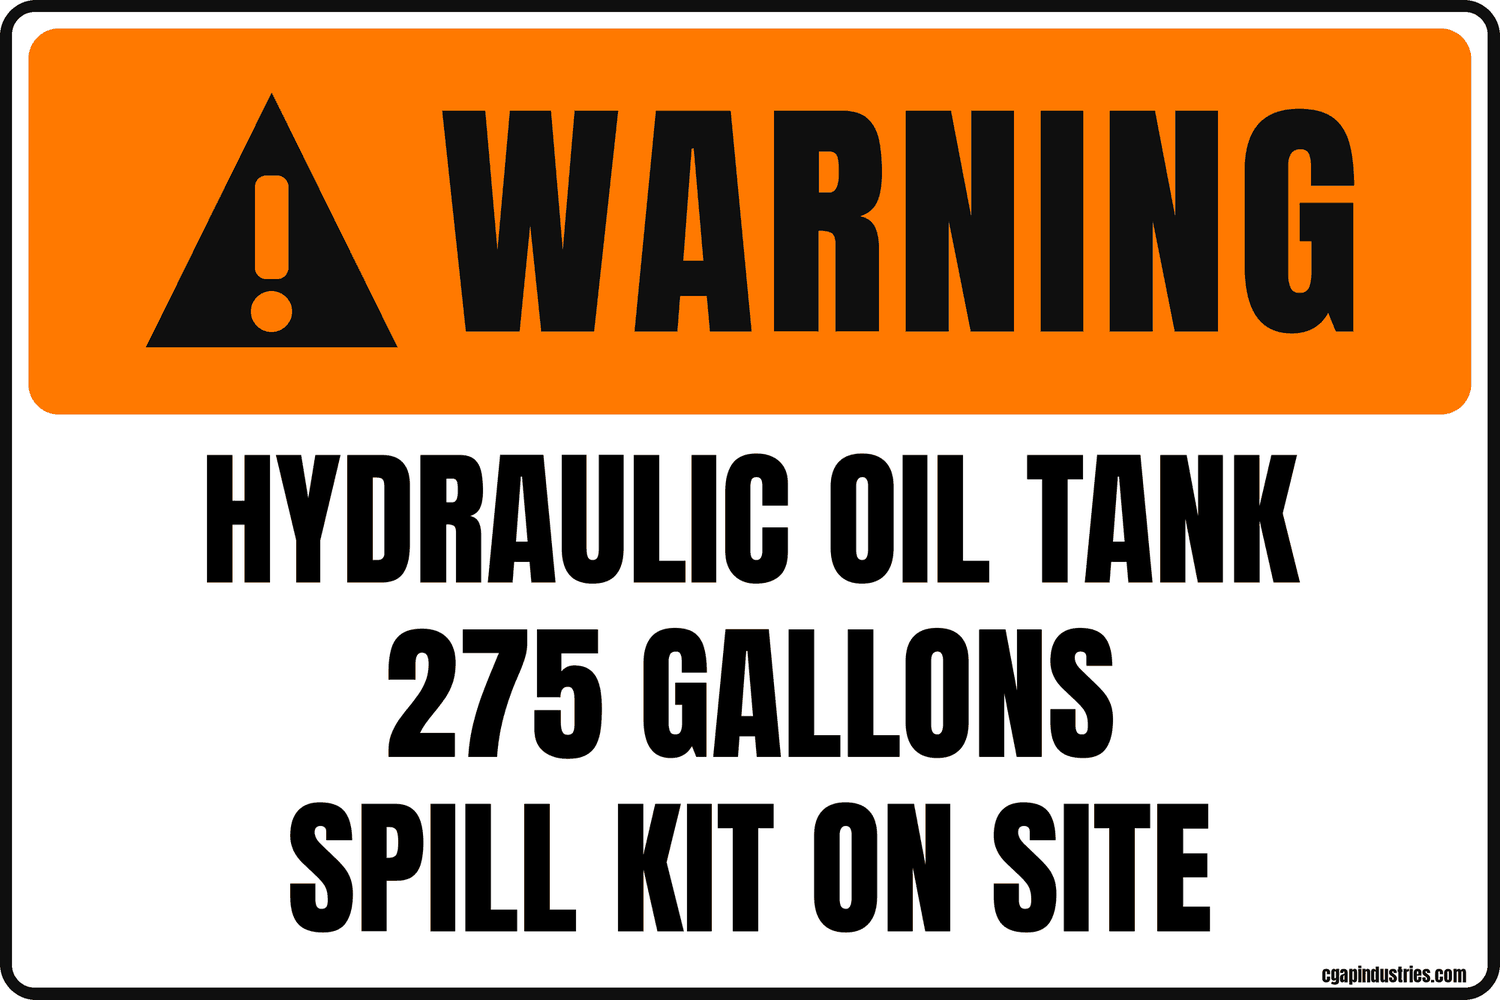 WARNING
HYDRAULIC OIL TANK
275 GALLONS
SPILL KIT ON SITE
cgapindustries.com